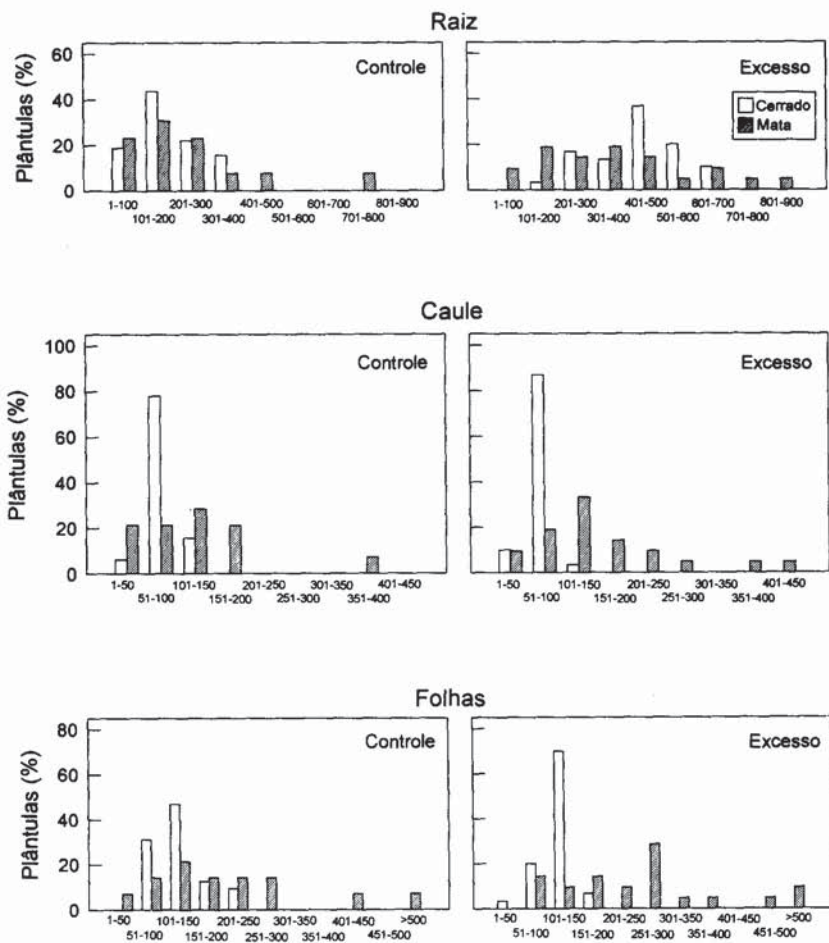 Raiz
Plântulas (%)
60
40
20
0
Controle
1-100 201-300 401-500 601-700 801-900
101-200 301-400 501-600 701-800
Excesso
Cerrado
Mata
1-100 201-300 401-500 601-700 801-900
101-200 301-400 501-600 701-800
Caule
Plântulas (%)
100
80
60
40
20
0
Controle
1-50 101-150 201-250 301-350 401-450
51-100 151-200 251-300 351-400
Excesso
1-50 101-150 201-250 301-350 401-450
51-100 151-200 251-300 351-400
Folhas
Plântulas (%)
80
60
40
20
0
Controle
1-50 101-150 201-250 301-350 401-450 >500
51-100 151-200 251-300 351-400 451-500
Excesso
1-50 101-150 201-250 301-350 401-450 >500
51-100 151-200 251-300 351-400 451-500